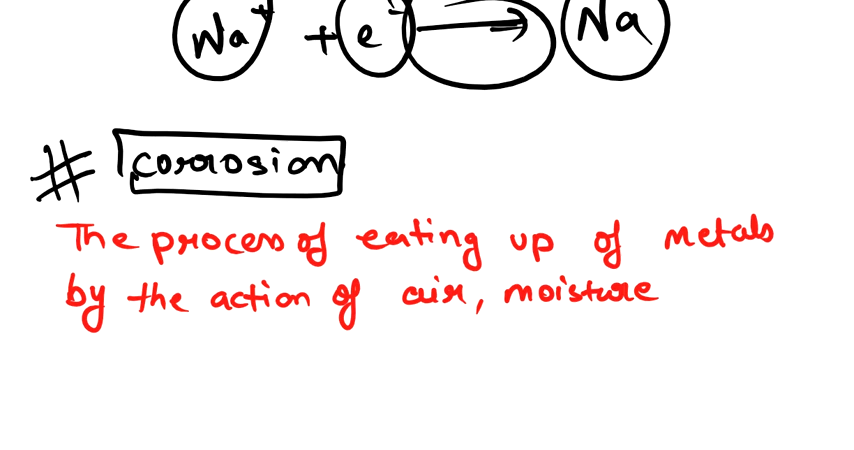 Na⁺ + e⁻ → Na
# corrosion
The process of eating up of metals
by the action of air, moisture